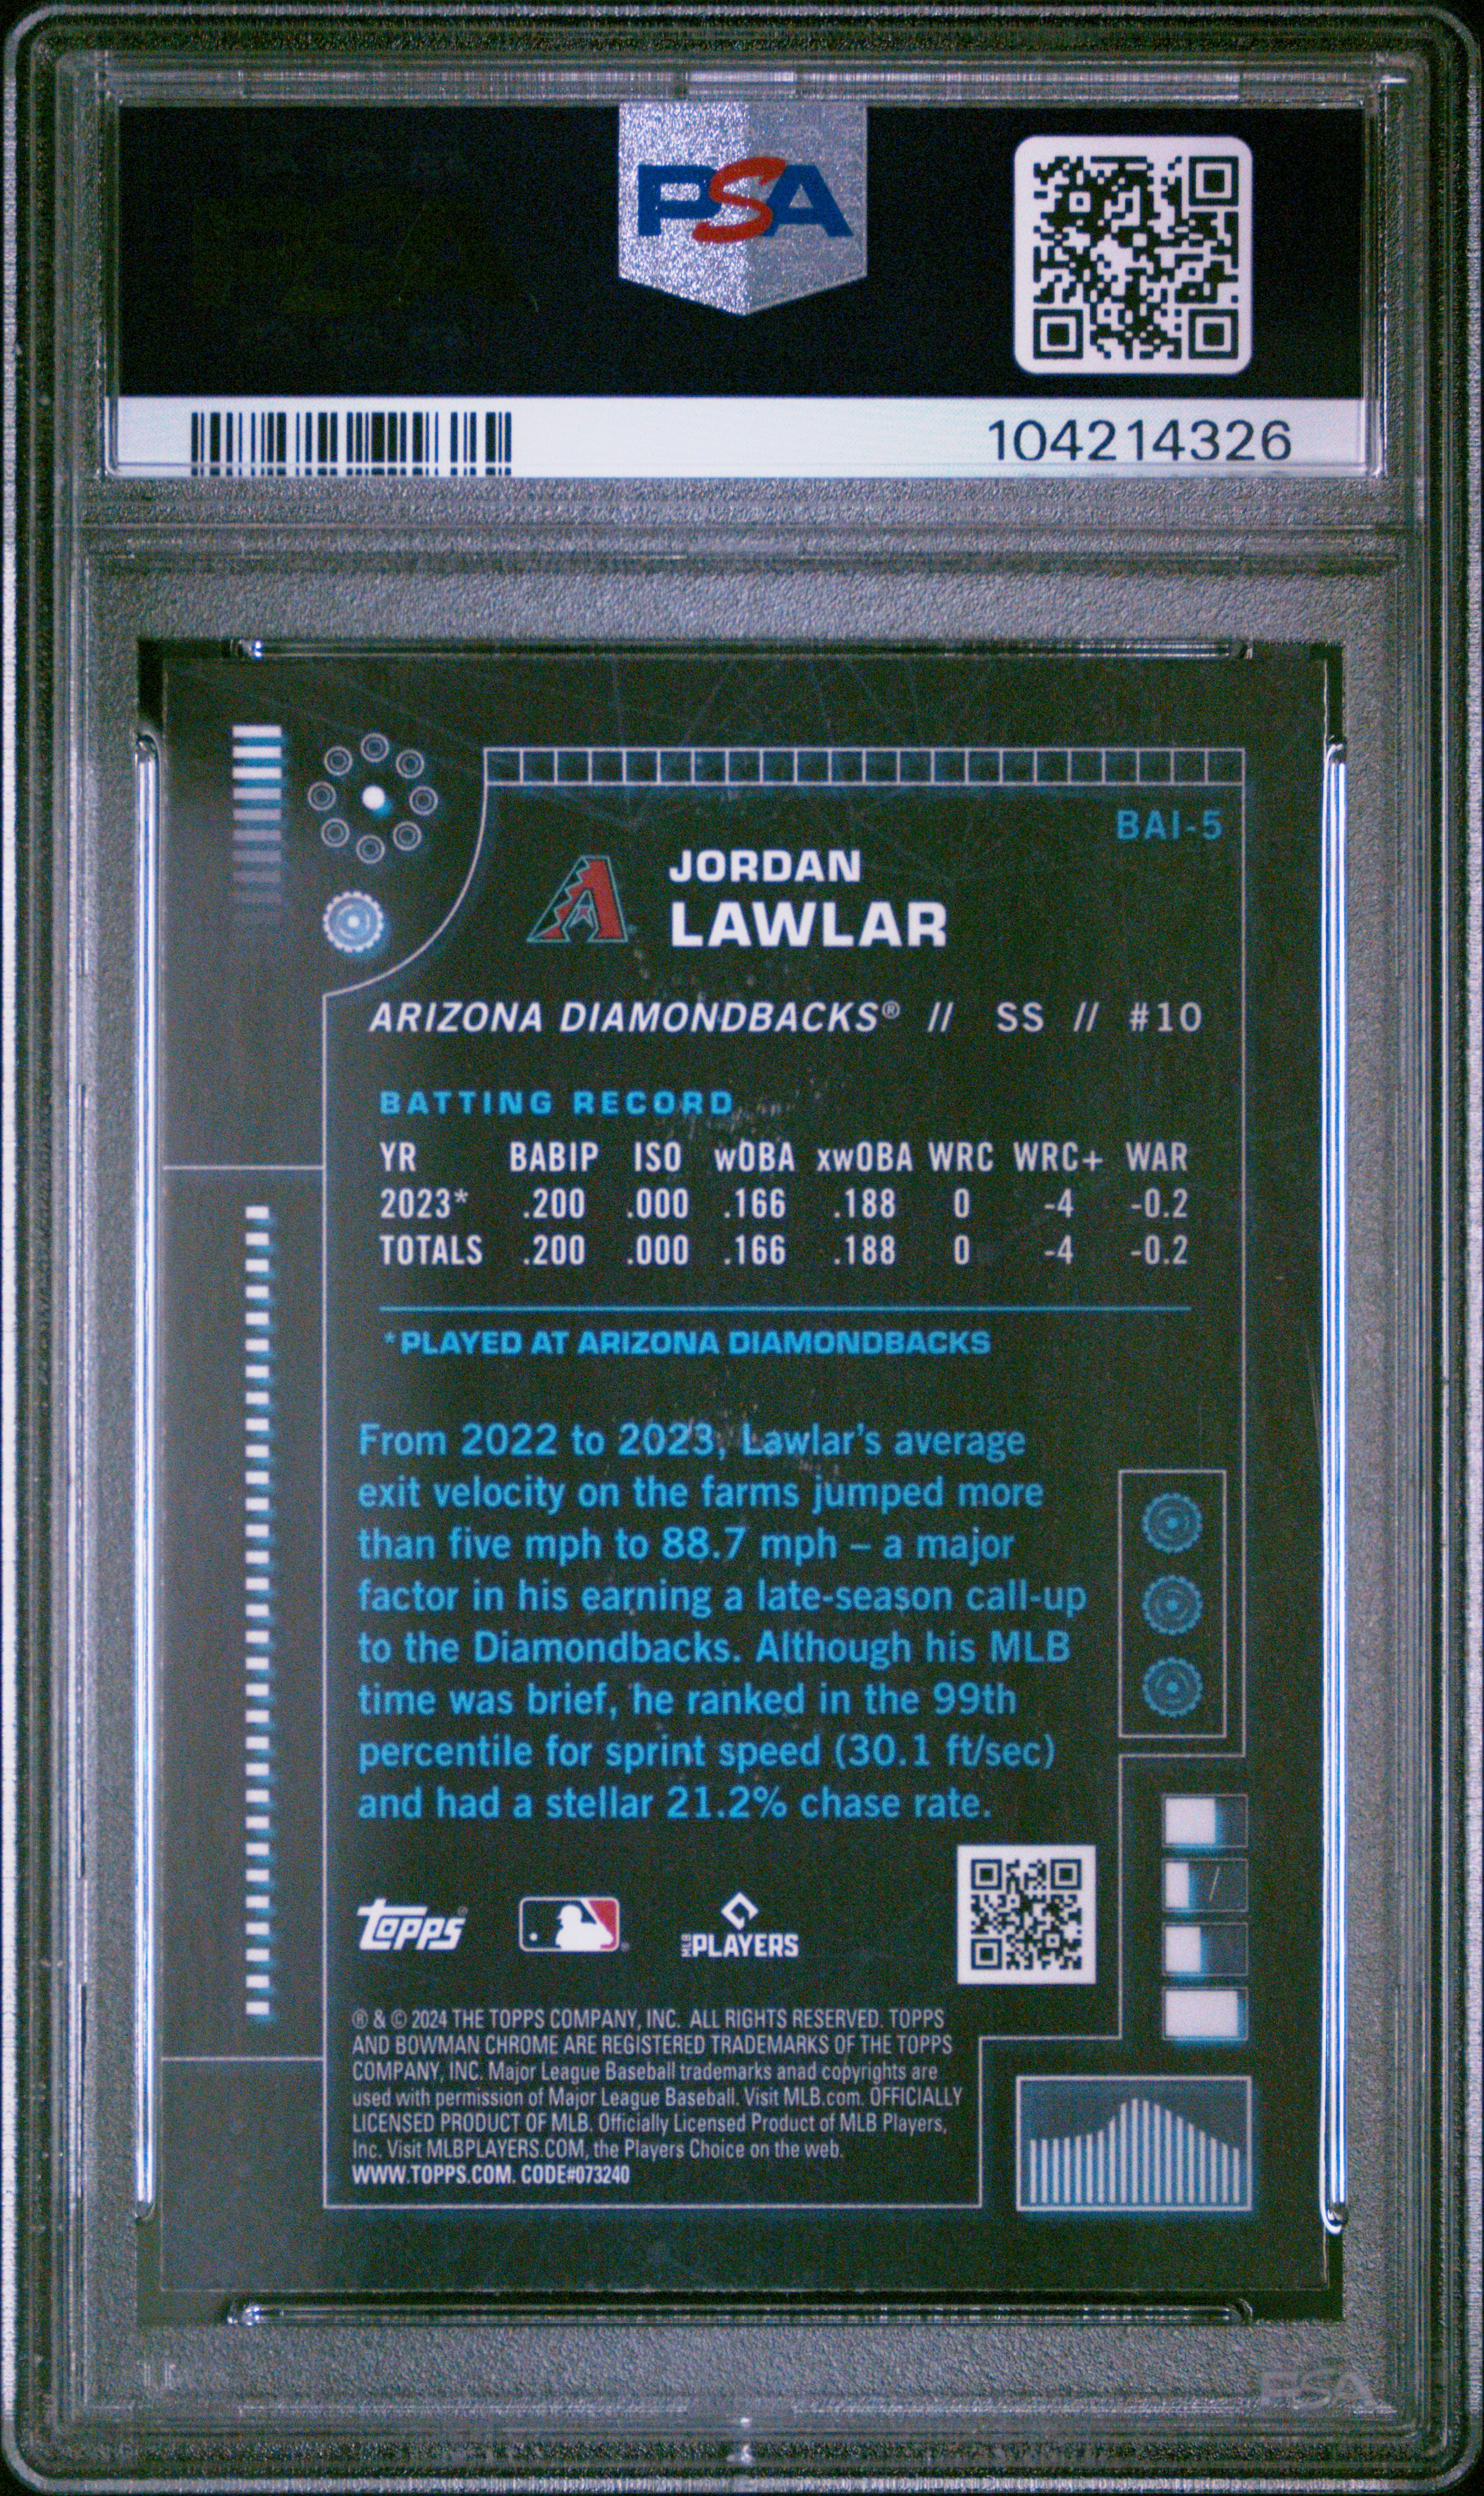 PSA
104214326
BAI-5
JORDAN
LAWLAR
ARIZONA DIAMONDBACKS® // SS // #10
BATTING RECORD
YR BABIP ISO wOBA xwOBA WRC WRC+ WAR
2023* .200 .000 .166 .188 0 -4 -0.2
TOTALS .200 .000 .166 .188 0 -4 -0.2
*PLAYED AT ARIZONA DIAMONDBACKS
From 2022 to 2023, Lawlar's average
exit velocity on the farms jumped more
than five mph to 88.7 mph – a major
factor in his earning a late-season call-up
to the Diamondbacks. Although his MLB
time was brief, he ranked in the 99th
percentile for sprint speed (30.1 ft/sec)
and had a stellar 21.2% chase rate.
topps®
MLB PLAYERS
® & © 2024 THE TOPPS COMPANY, INC. ALL RIGHTS RESERVED. TOPPS
AND BOWMAN CHROME ARE REGISTERED TRADEMARKS OF THE TOPPS
COMPANY, INC. Major League Baseball trademarks anad copyrights are
used with permission of Major League Baseball. Visit MLB.com. OFFICIALLY
LICENSED PRODUCT OF MLB. Officially Licensed Product of MLB Players,
Inc. Visit MLBPLAYERS.COM, the Players Choice on the web.
WWW.TOPPS.COM. CODE#073240
PSA